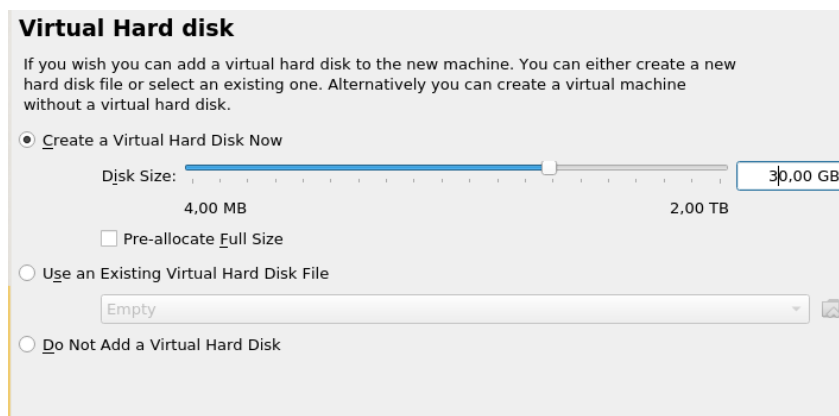 Virtual Hard disk
If you wish you can add a virtual hard disk to the new machine. You can either create a new
hard disk file or select an existing one. Alternatively you can create a virtual machine
without a virtual hard disk.
Create a Virtual Hard Disk Now
Disk Size:
30,00 GB
4,00 MB
2,00 TB
Pre-allocate Full Size
Use an Existing Virtual Hard Disk File
Empty
Do Not Add a Virtual Hard Disk